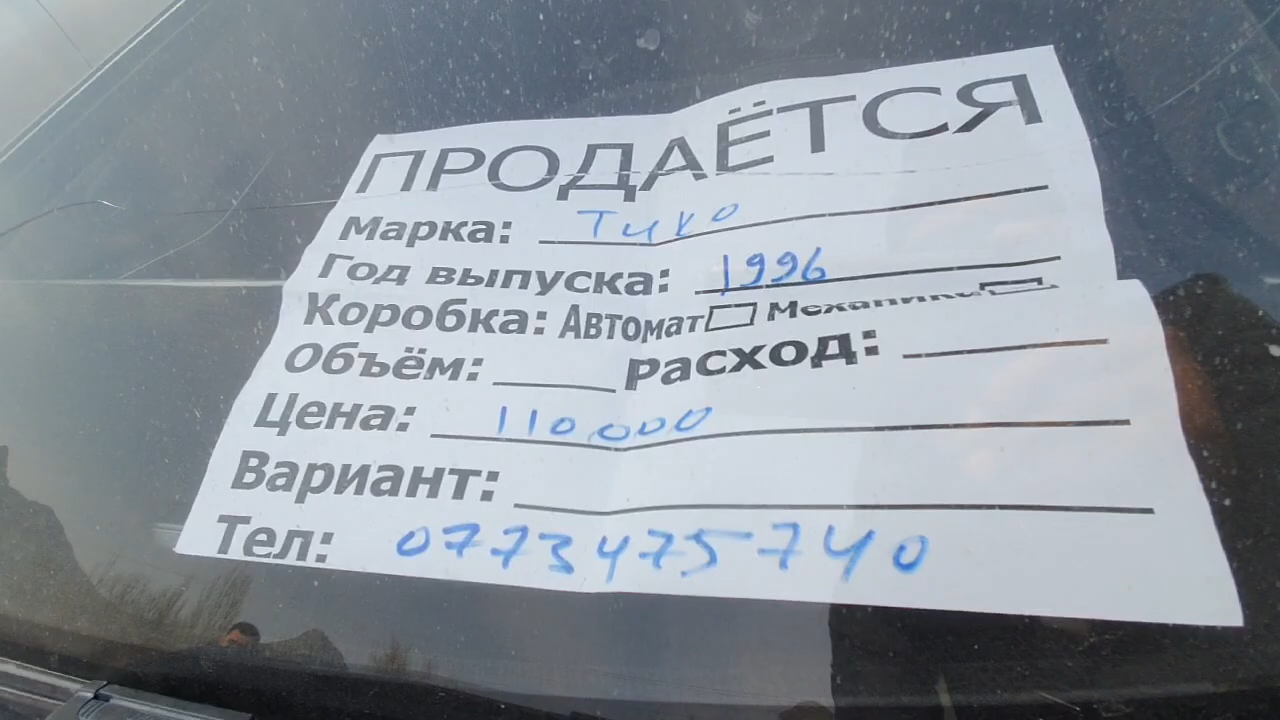 ПРОДАЁТСЯ
Марка: Тико
Год выпуска: 1996
Коробка: Автомат Механика
Объём: расход:
Цена: 110000
Вариант:
Тел: 0773475740